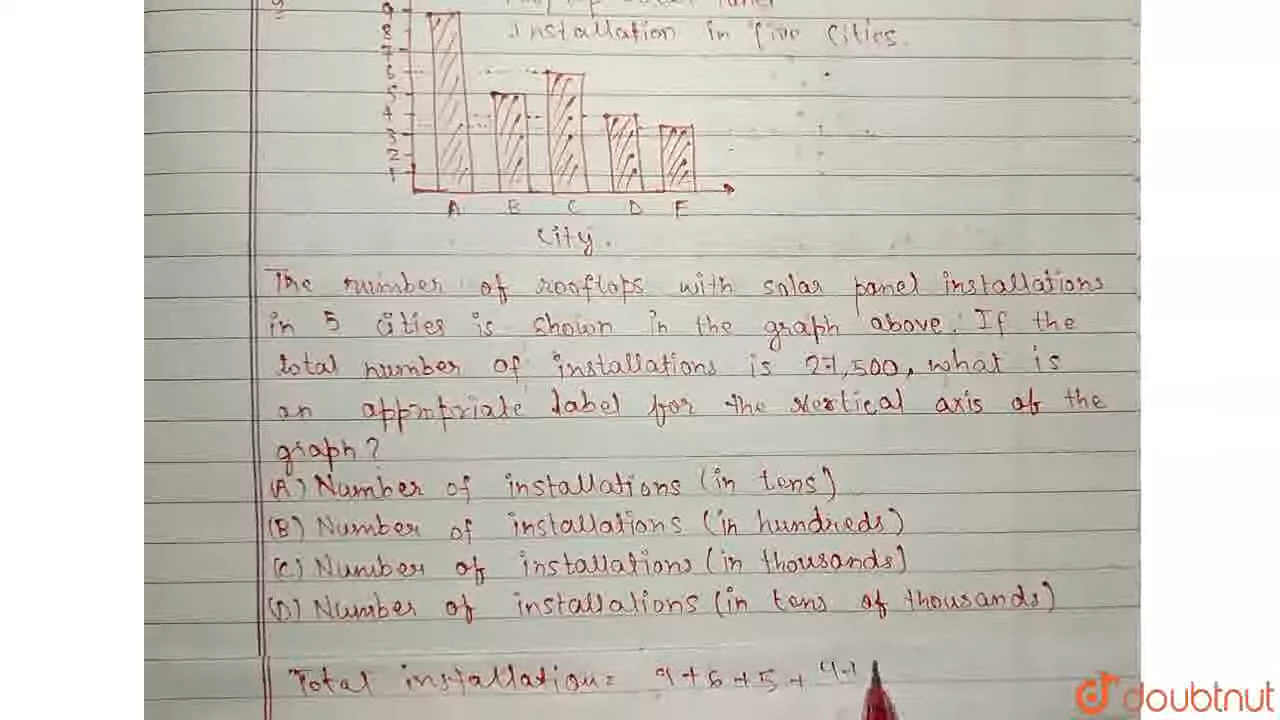 9
8
Installation in five cities.
7
6
5
4
3
2
1
A B C D E
City.
The number of rooftops with solar panel installations
in 5 cities is shown in the graph above. If the
total number of installations is 27,500, what is
an appropriate label for the vertical axis of the
graph?
(A) Number of installations (in tens)
(B) Number of installations (in hundreds)
(C) Number of installations (in thousands)
(D) Number of installations (in tens of thousands)
Total installation = 9+6+5+4+
doubtnut